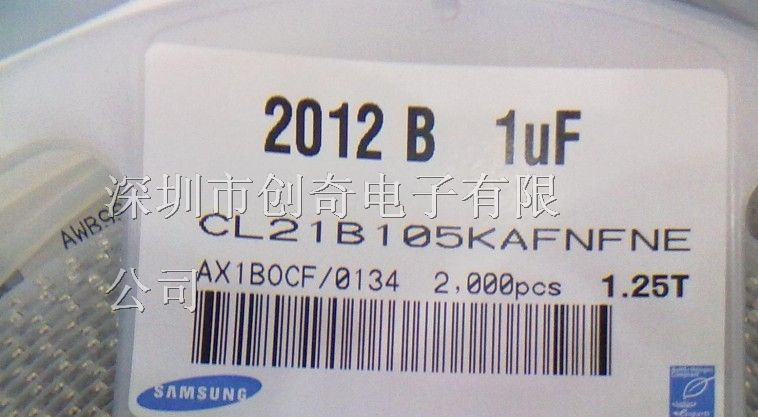 2012 B 1uF
深圳市创奇电子有限
公司
AWBS
CL21B105KAFNFNE
AX1BOCF/0134 2,000pcs 1.25T
SAMSUNG